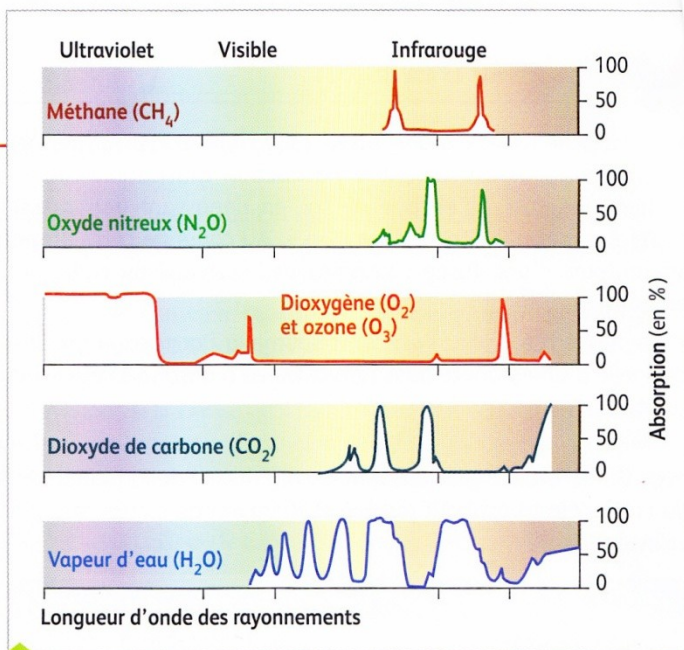 Ultraviolet Visible Infrarouge
Méthane (CH₄)
100
50
0
Oxyde nitreux (N₂O)
100
50
0
Dioxygène (O₂)
et ozone (O₃)
100
50
0
Dioxyde de carbone (CO₂)
100
50
0
Vapeur d'eau (H₂O)
100
50
0
Absorption (en %)
Longueur d'onde des rayonnements